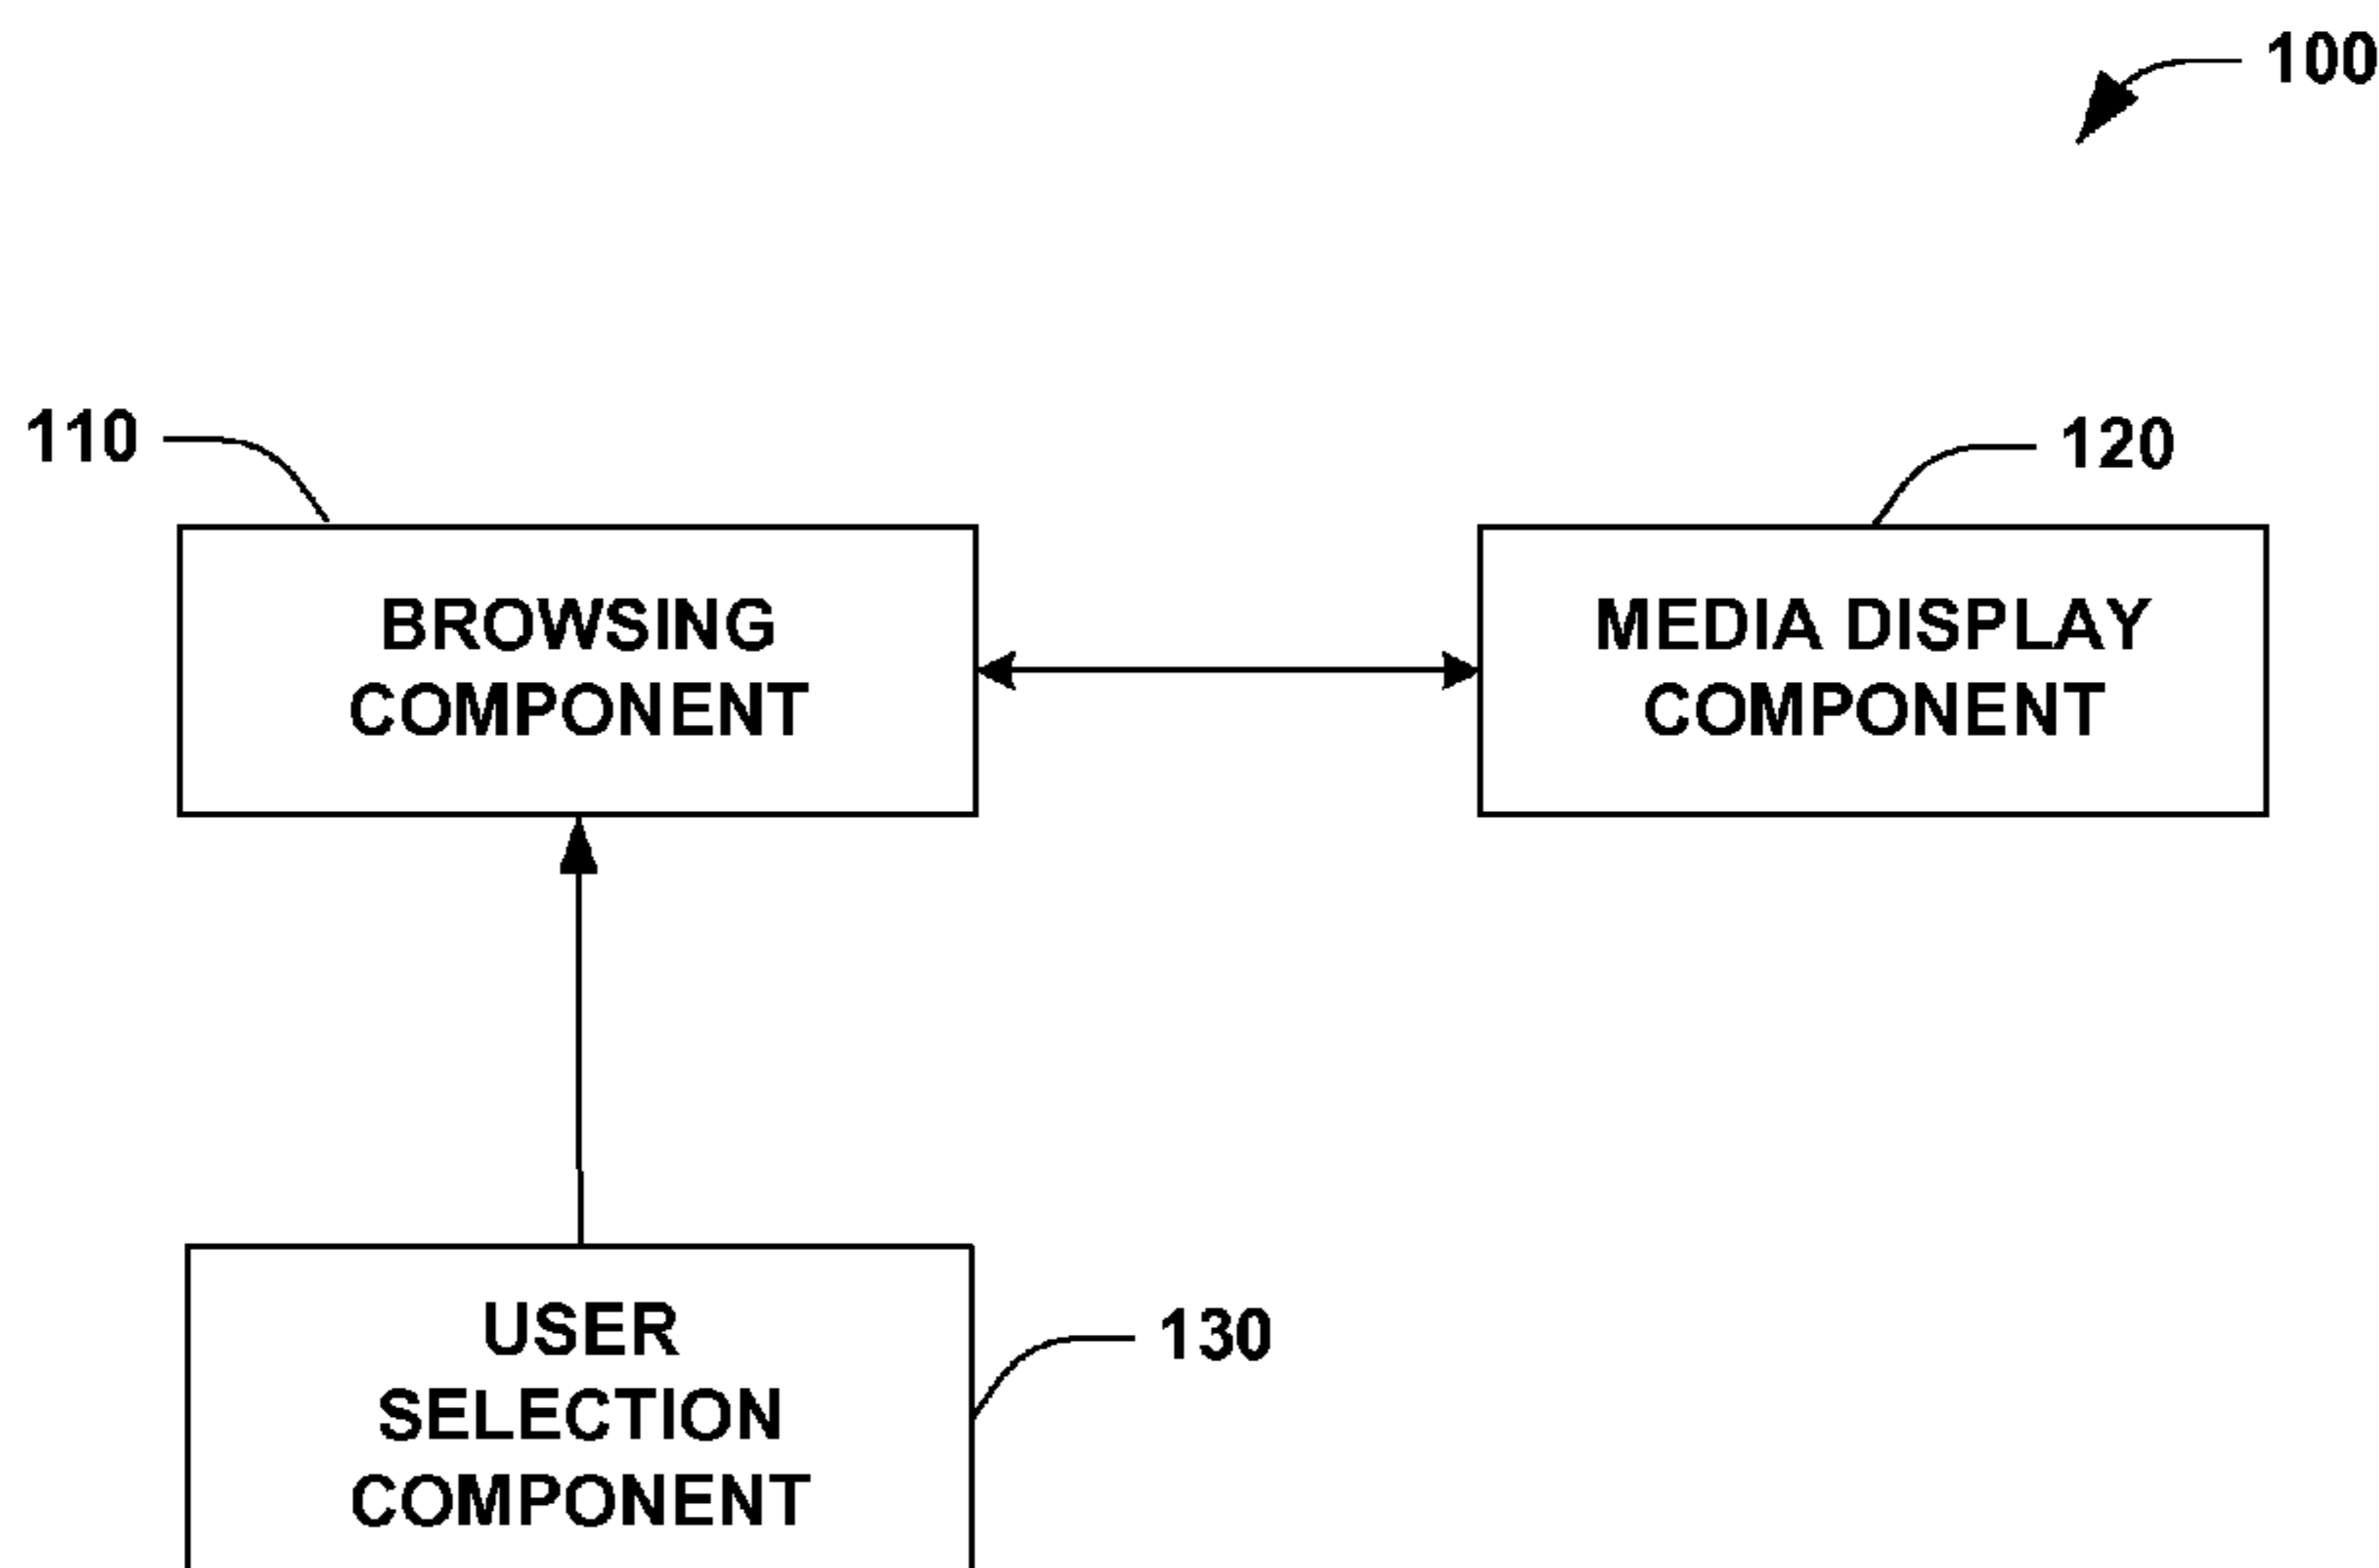 100
110
120
BROWSING
COMPONENT
MEDIA DISPLAY
COMPONENT
USER
SELECTION
COMPONENT
130